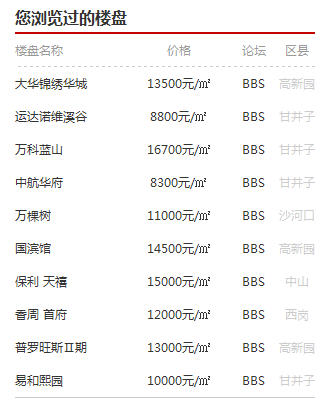 您浏览过的楼盘
楼盘名称 价格 论坛 区县
大华锦绣华城 13500元/㎡ BBS 高新园
运达诺维溪谷 8800元/㎡ BBS 甘井子
万科蓝山 16700元/㎡ BBS 甘井子
中航华府 8300元/㎡ BBS 甘井子
万棵树 11000元/㎡ BBS 沙河口
国滨馆 14500元/㎡ BBS 高新园
保利 天禧 15000元/㎡ BBS 中山
香周 首府 12000元/㎡ BBS 西岗
普罗旺斯Ⅱ期 13000元/㎡ BBS 高新园
易和熙园 10000元/㎡ BBS 甘井子